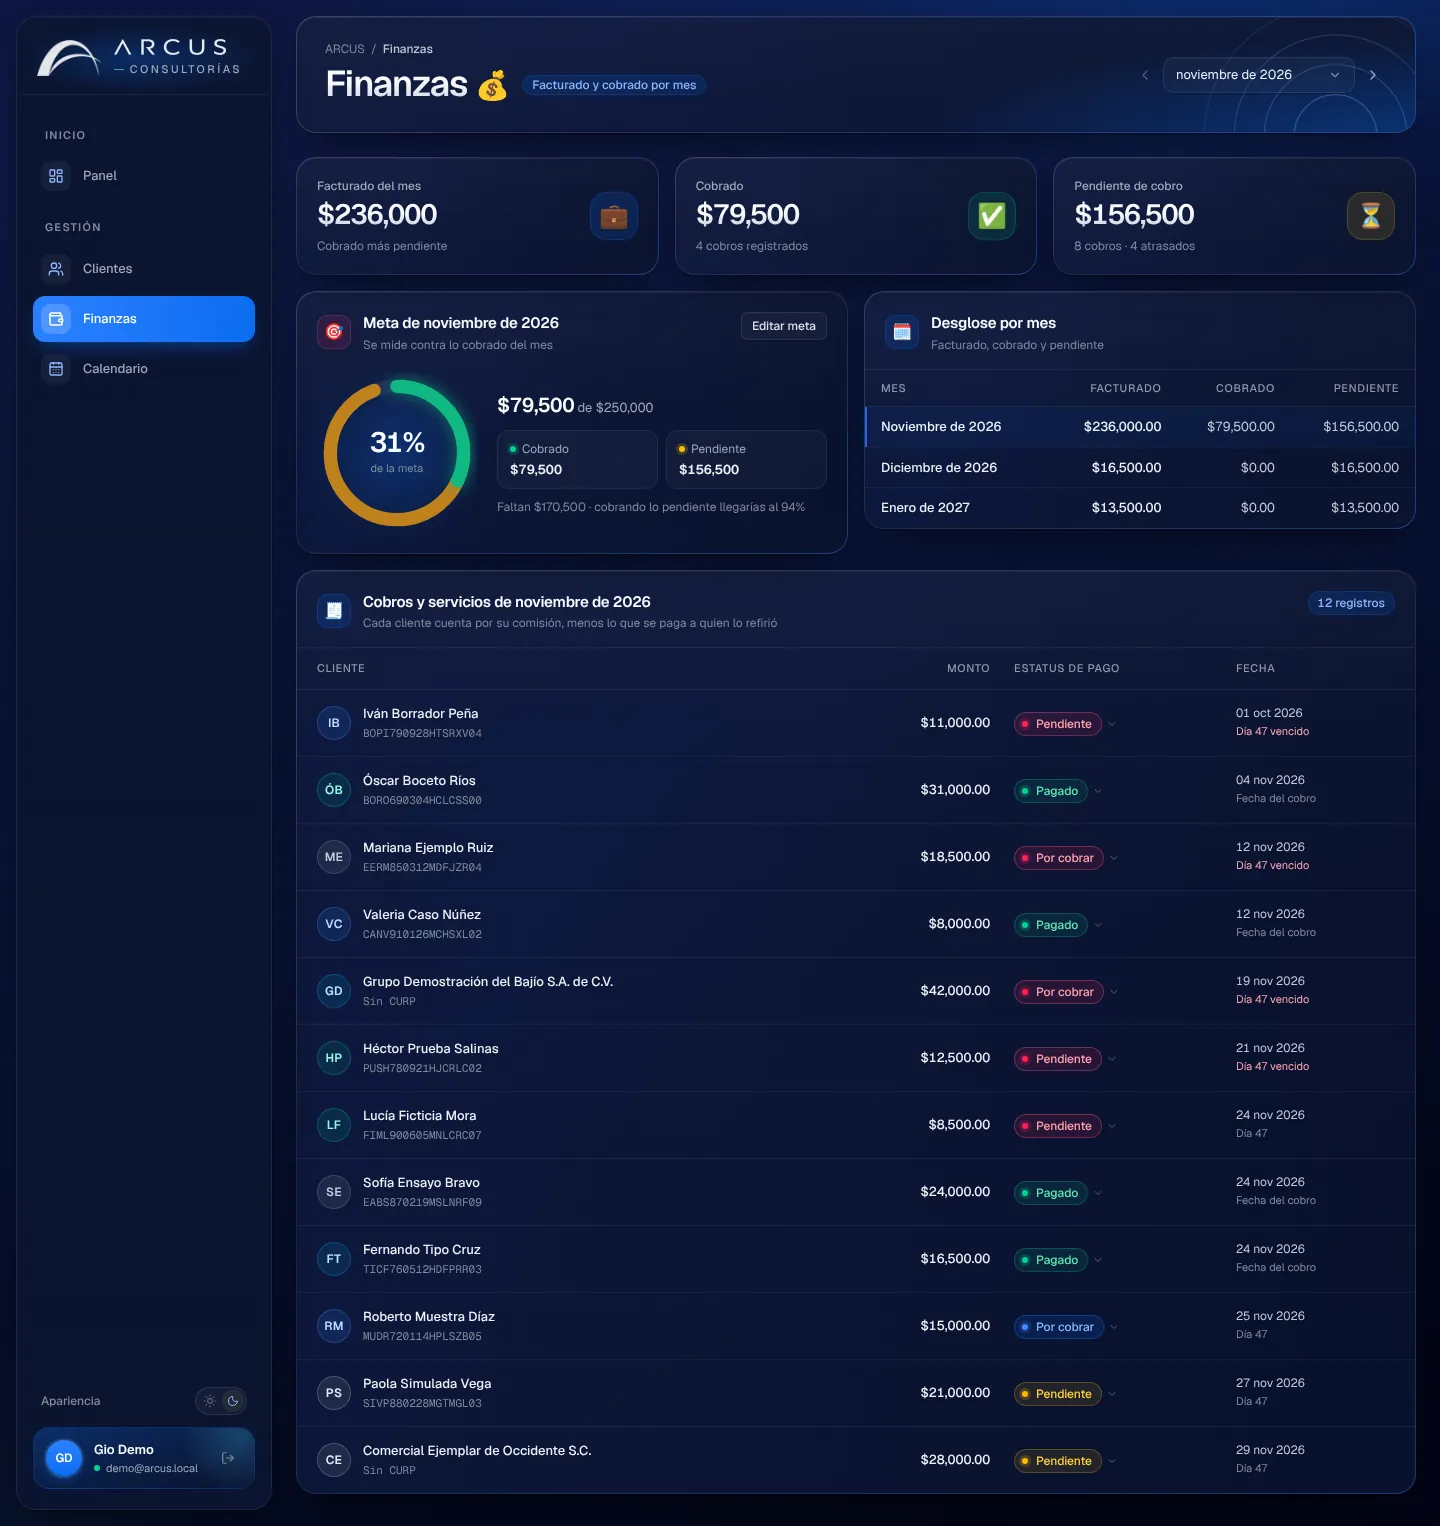 ARCUS
— CONSULTORÍAS
INICIO
Panel
GESTIÓN
Clientes
Finanzas
Calendario
Apariencia
GD
Gio Demo
demo@arcus.local
ARCUS / Finanzas
Finanzas
Facturado y cobrado por mes
noviembre de 2026
Facturado del mes
$236,000
Cobrado más pendiente
Cobrado
$79,500
4 cobros registrados
Pendiente de cobro
$156,500
8 cobros · 4 atrasados
Meta de noviembre de 2026
Se mide contra lo cobrado del mes
Editar meta
31%
de la meta
$79,500 de $250,000
Cobrado
$79,500
Pendiente
$156,500
Faltan $170,500 · cobrando lo pendiente llegarías al 94%
Desglose por mes
Facturado, cobrado y pendiente
MES FACTURADO COBRADO PENDIENTE
Noviembre de 2026 $236,000.00 $79,500.00 $156,500.00
Diciembre de 2026 $16,500.00 $0.00 $16,500.00
Enero de 2027 $13,500.00 $0.00 $13,500.00
Cobros y servicios de noviembre de 2026
Cada cliente cuenta por su comisión, menos lo que se paga a quien lo refirió
12 registros
CLIENTE MONTO ESTATUS DE PAGO FECHA
IB Iván Borrador Peña $11,000.00 Pendiente 01 oct 2026
BOPI790928HTSRXV04 Día 47 vencido
ÓB Óscar Boceto Ríos $31,000.00 Pagado 04 nov 2026
BORO690304HCLCSS00 Fecha del cobro
ME Mariana Ejemplo Ruiz $18,500.00 Por cobrar 12 nov 2026
EERM850312MDFJZR04 Día 47 vencido
VC Valeria Caso Núñez $8,000.00 Pagado 12 nov 2026
CANV910126MCHSXL02 Fecha del cobro
GD Grupo Demostración del Bajío S.A. de C.V. $42,000.00 Por cobrar 19 nov 2026
Sin CURP Día 47 vencido
HP Héctor Prueba Salinas $12,500.00 Pendiente 21 nov 2026
PUSH780921HJCRLC02 Día 47 vencido
LF Lucía Ficticia Mora $8,500.00 Pendiente 24 nov 2026
FIML900605MNLCRC07 Día 47
SE Sofía Ensayo Bravo $24,000.00 Pagado 24 nov 2026
EABS870219MSLNRF09 Fecha del cobro
FT Fernando Tipo Cruz $16,500.00 Pagado 24 nov 2026
TICF760512HDFPRR03 Fecha del cobro
RM Roberto Muestra Díaz $15,000.00 Por cobrar 25 nov 2026
MUDR720114HPLSZB05 Día 47
PS Paola Simulada Vega $21,000.00 Pendiente 27 nov 2026
SIVP880228MGTMGL03 Día 47
CE Comercial Ejemplar de Occidente S.C. $28,000.00 Pendiente 29 nov 2026
Sin CURP Día 47